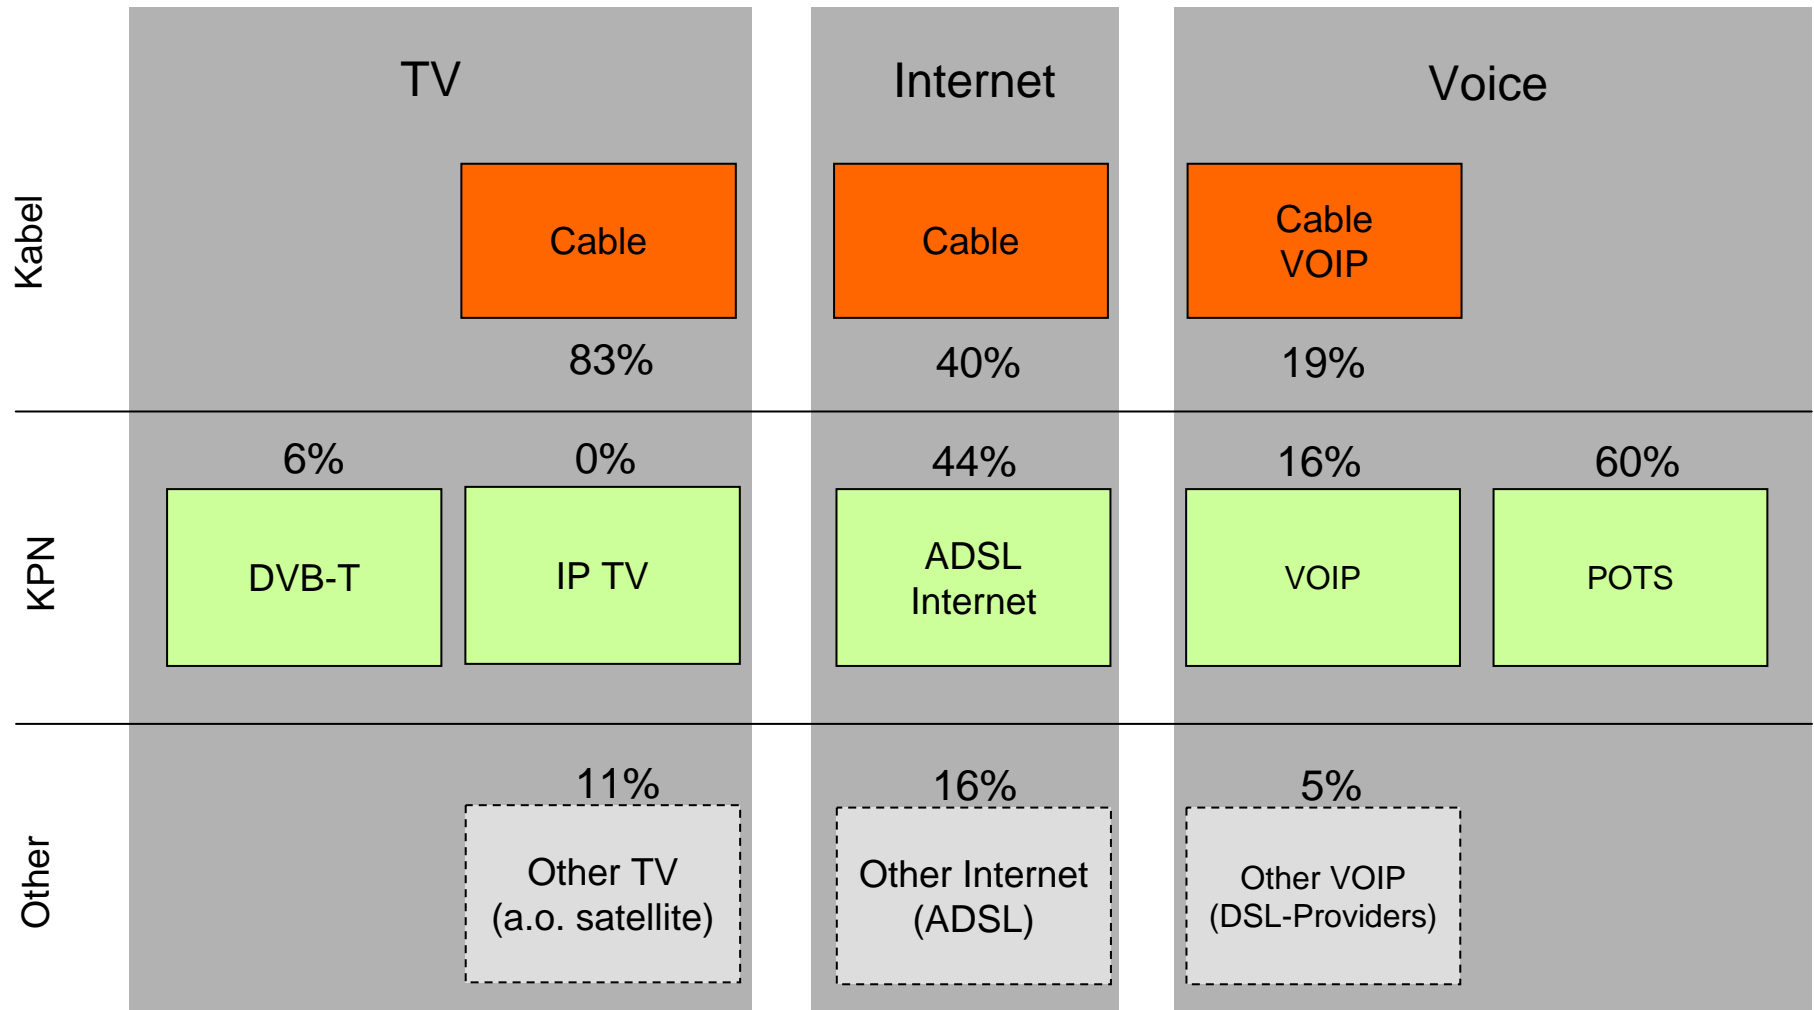 TV
Internet
Voice
Kabel
Cable
Cable
Cable
VOIP
83%
40%
19%
KPN
6%
0%
44%
16%
60%
DVB-T
IP TV
ADSL
Internet
VOIP
POTS
Other
11%
16%
5%
Other TV
(a.o. satellite)
Other Internet
(ADSL)
Other VOIP
(DSL-Providers)